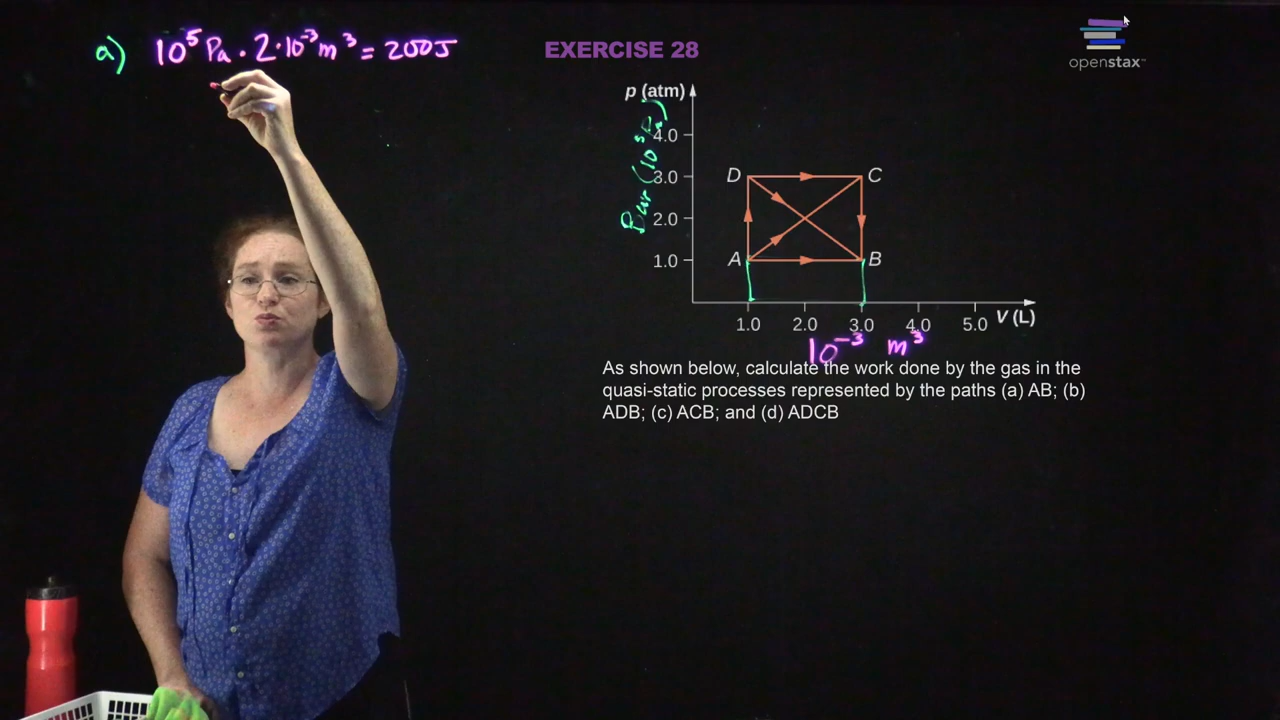 a) 10⁵ Pa · 2·10⁻³ m³ = 200J
EXERCISE 28
openstax™
p (atm)
4.0
3.0
2.0
1.0
D
C
A
B
1.0 2.0 3.0 4.0 5.0 V (L)
10⁻³ m³
As shown below, calculate the work done by the gas in the
quasi-static processes represented by the paths (a) AB; (b)
ADB; (c) ACB; and (d) ADCB